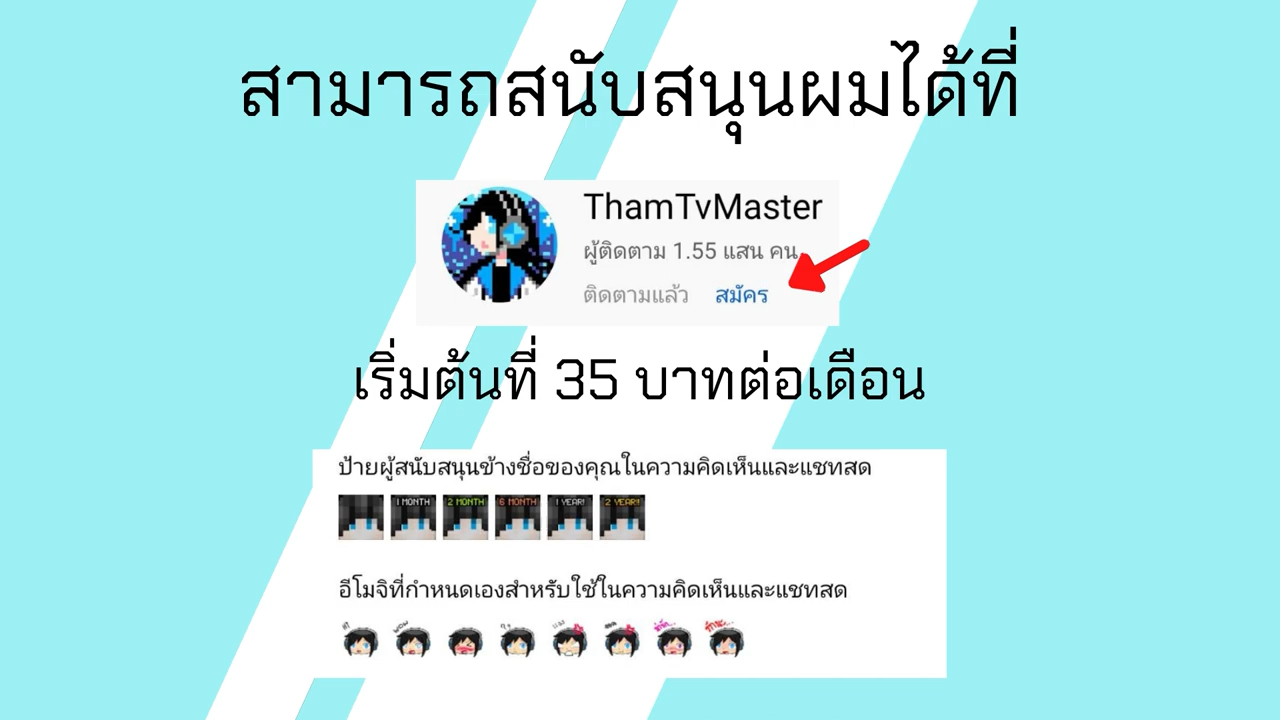 สามารถสนับสนุนผมได้ที่
ThamTvMaster
ผู้ติดตาม 1.55 แสน คน
ติดตามแล้ว สมัคร
เริ่มต้นที่ 35 บาทต่อเดือน
ป้ายผู้สนับสนุนข้างชื่อของคุณในความคิดเห็นและแชทสด
1 MONTH 2 MONTH 6 MONTH 1 YEAR! 2 YEAR!!
อีโมจิที่กำหนดเองสำหรับใช้ในความคิดเห็นและแชทสด
WOW